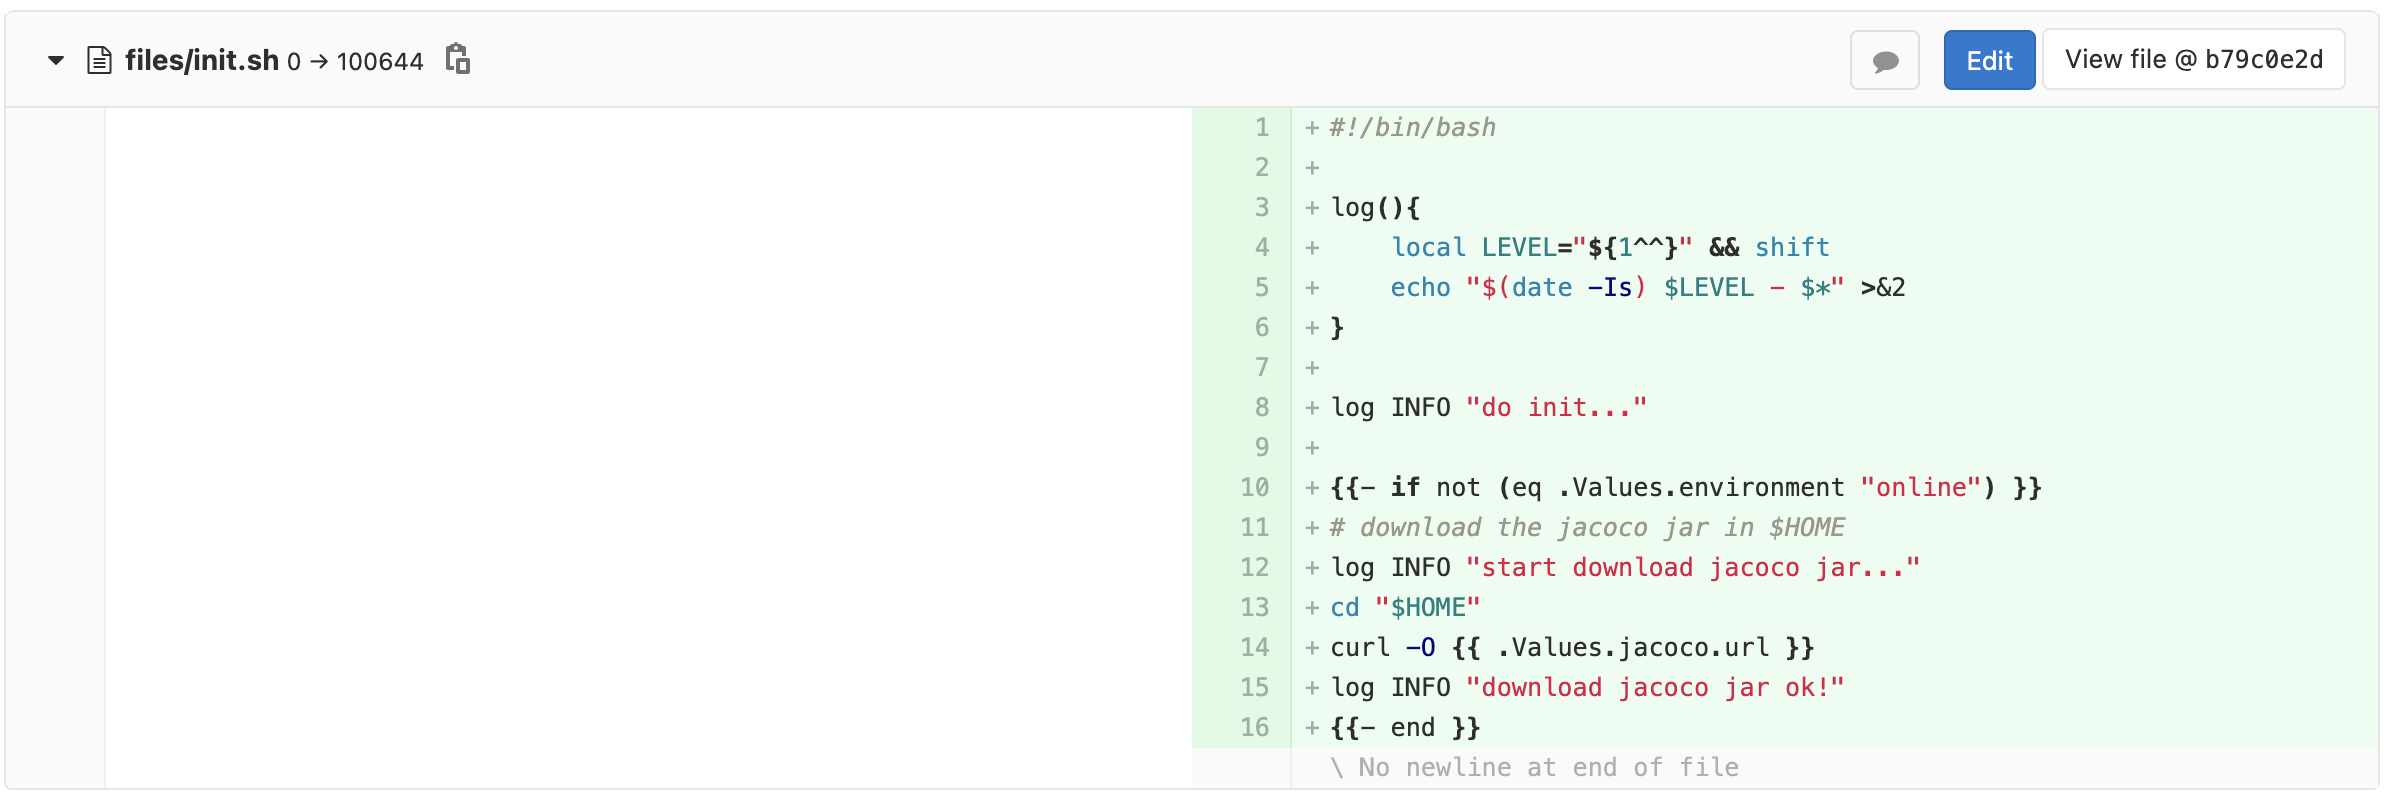 files/init.sh 0 → 100644 Edit View file @ b79c0e2d
1 + #!/bin/bash
2 +
3 + log(){
4 +     local LEVEL="${1^^}" && shift
5 +     echo "$(date -Is) $LEVEL - $*" >&2
6 + }
7 +
8 + log INFO "do init..."
9 +
10 + {{- if not (eq .Values.environment "online") }}
11 + # download the jacoco jar in $HOME
12 + log INFO "start download jacoco jar..."
13 + cd "$HOME"
14 + curl -O {{ .Values.jacoco.url }}
15 + log INFO "download jacoco jar ok!"
16 + {{- end }}
\ No newline at end of file